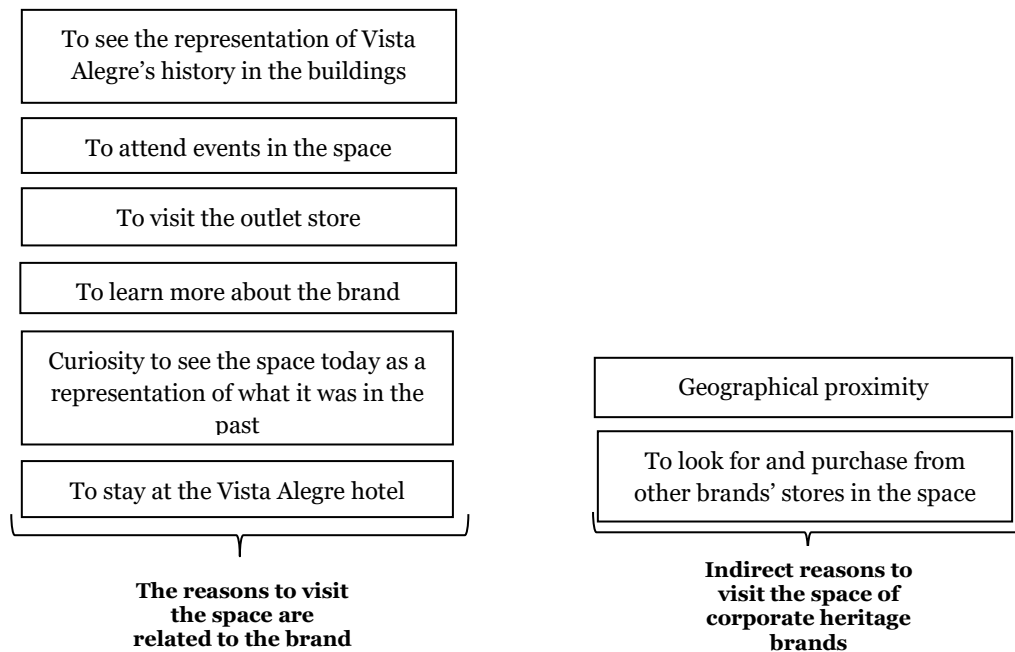 To see the representation of Vista
Alegre’s history in the buildings
To attend events in the space
To visit the outlet store
To learn more about the brand
Curiosity to see the space today as a
representation of what it was in the
past
To stay at the Vista Alegre hotel
The reasons to visit
the space are
related to the brand
Geographical proximity
To look for and purchase from
other brands’ stores in the space
Indirect reasons to
visit the space of
corporate heritage
brands